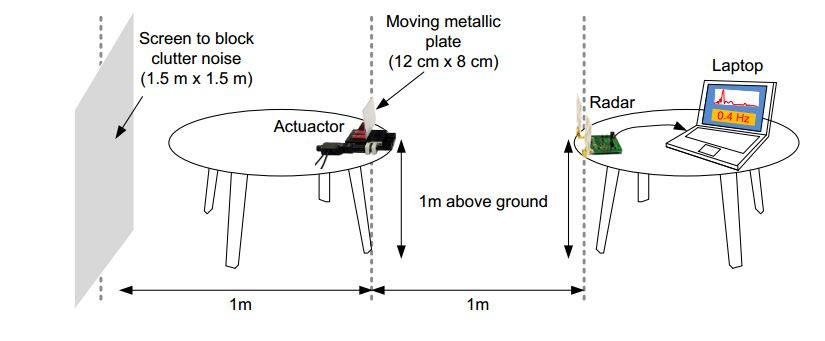 Moving metallic
plate
(12 cm x 8 cm)
Screen to block
clutter noise
(1.5 m x 1.5 m)
Laptop
Radar
0.4 Hz
Actuactor
1m above ground
1m
1m